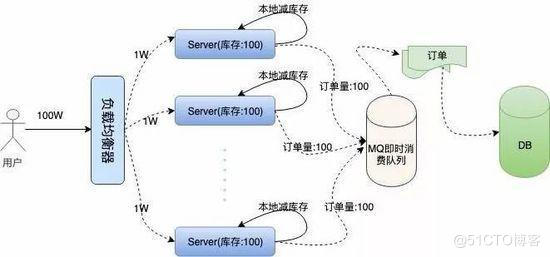 本地减库存
Server(库存:100)
1W
本地减库存
订单
订单量:100
100W
负载均衡器
1W
Server(库存:100)
订单量:100
用户
MQ即时消
费队列
DB
1W
本地减库存
订单量:100
Server(库存:100)
@51CTO博客